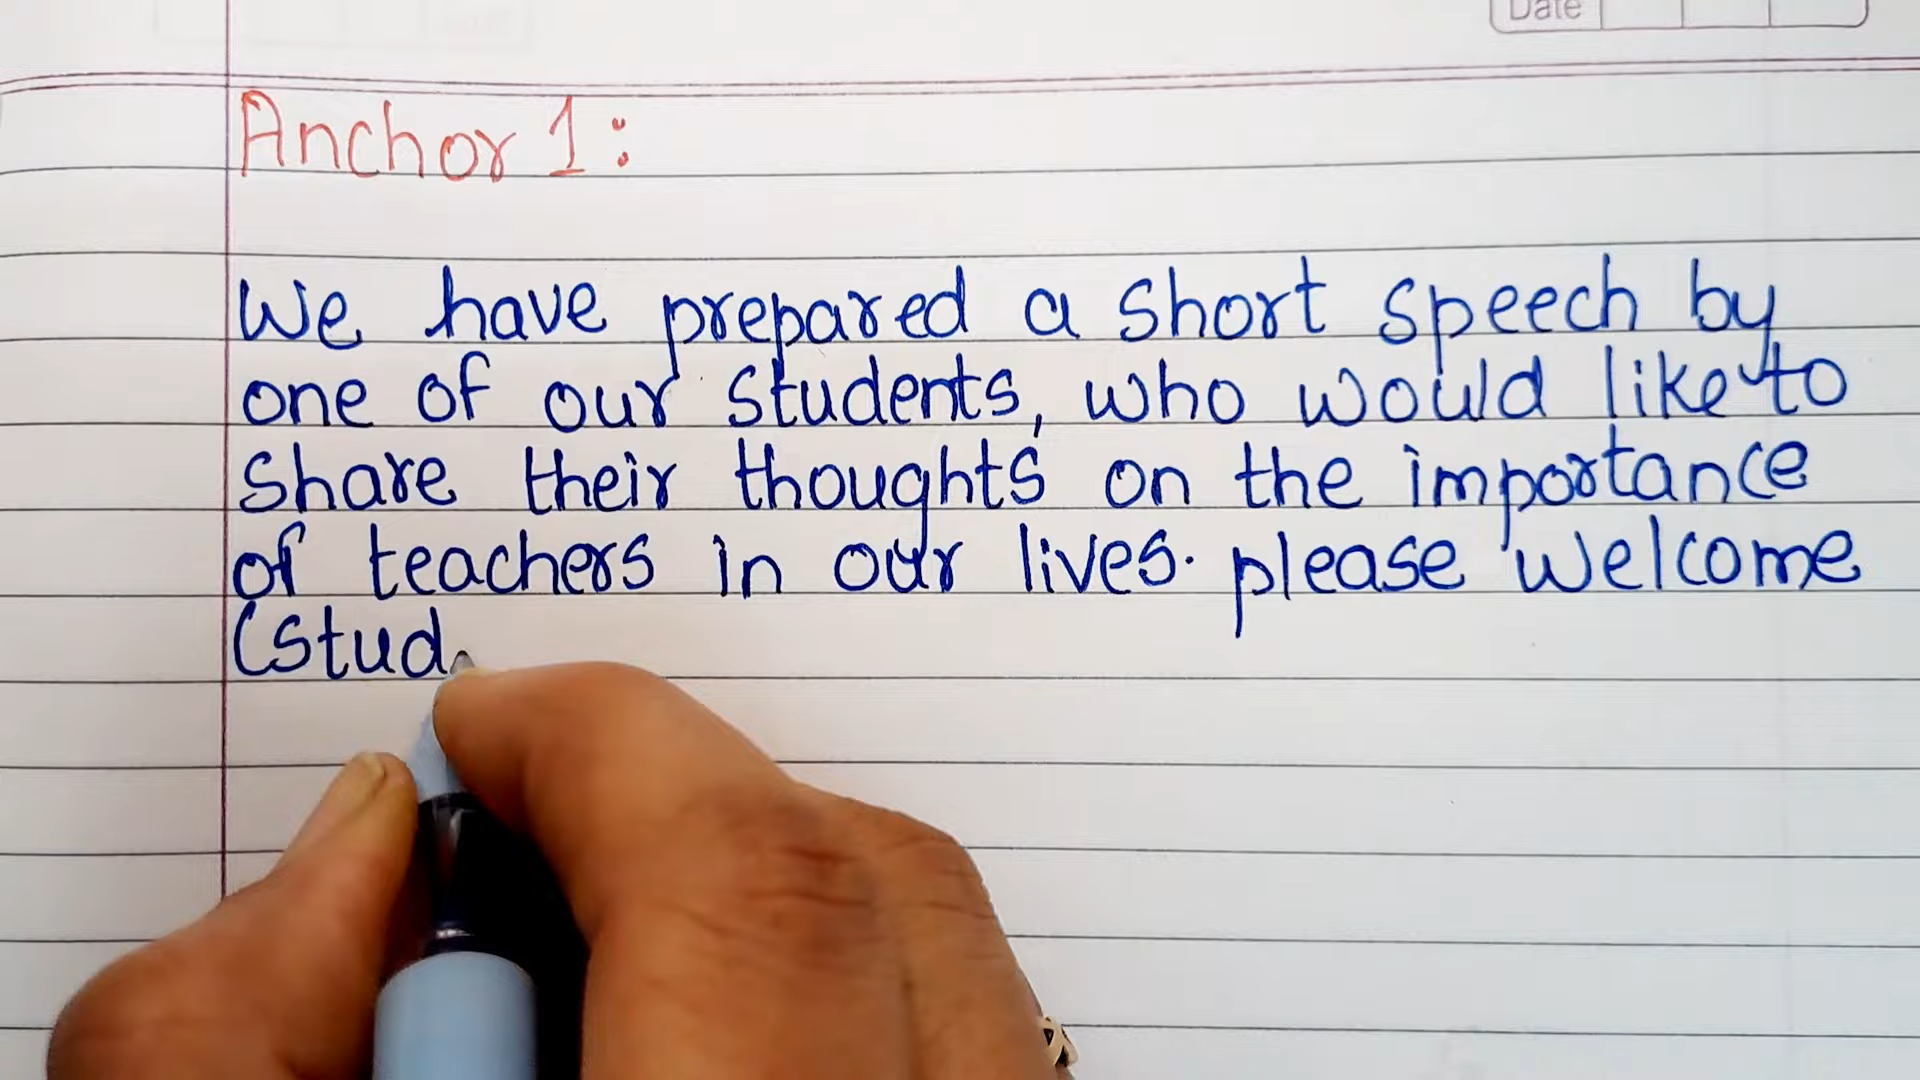 Date
Anchor 1:
We have prepared a short speech by
one of our students, who would like to
share their thoughts on the importance
of teachers in our lives. please welcome
(stud